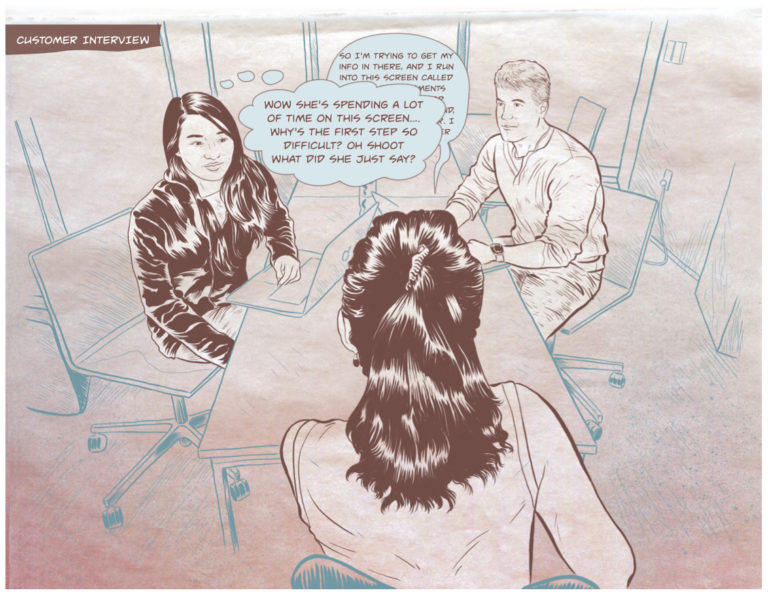 CUSTOMER INTERVIEW
SO I'M TRYING TO GET MY
INFO IN THERE, AND I RUN
INTO THIS SCREEN CALLED
WOW SHE'S SPENDING A LOT
OF TIME ON THIS SCREEN....
WHY'S THE FIRST STEP SO
DIFFICULT? OH SHOOT
WHAT DID SHE JUST SAY?